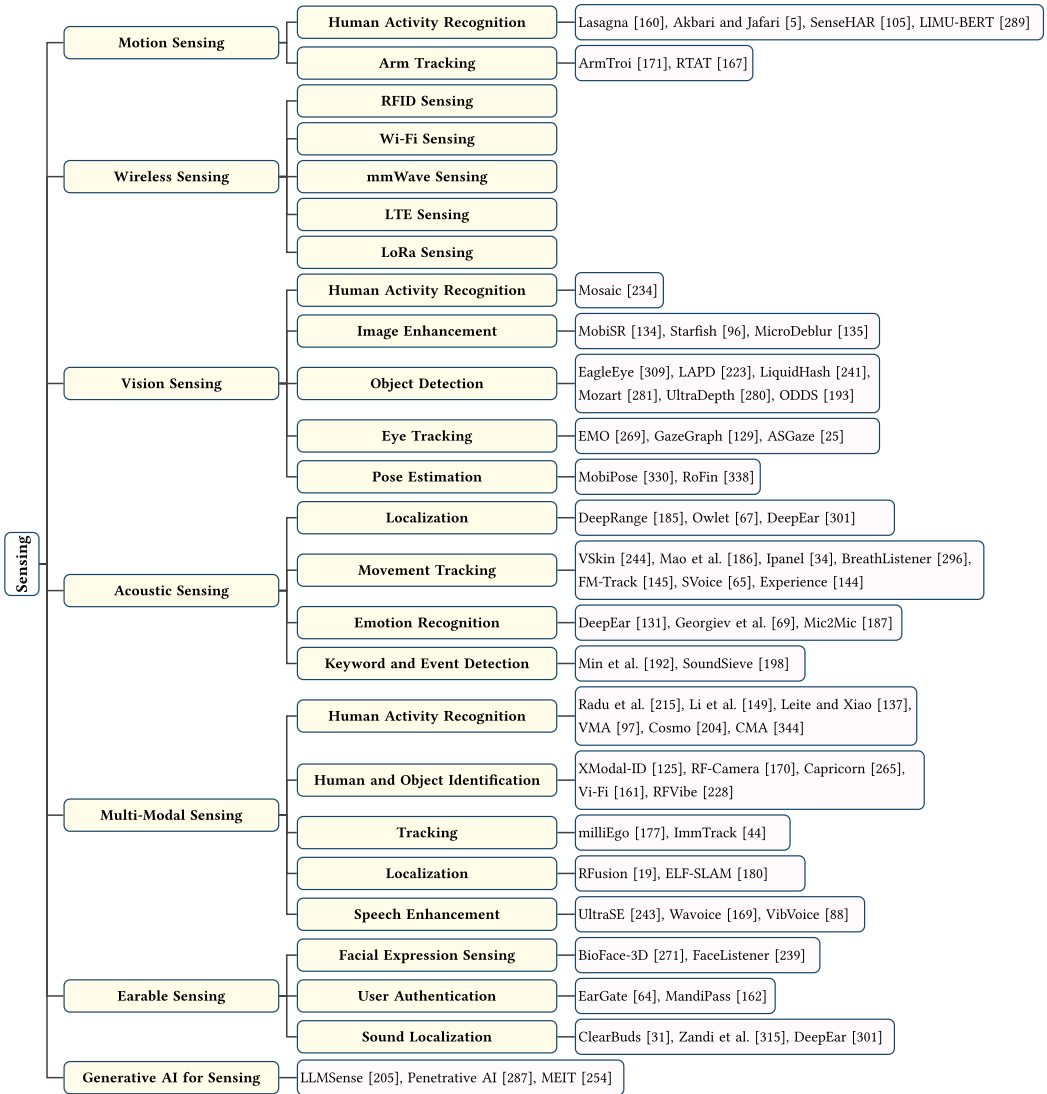 Sensing
Motion Sensing
Human Activity Recognition
Lasagna [160], Akbari and Jafari [5], SenseHAR [105], LIMU-BERT [289]
Arm Tracking
ArmTroi [171], RTAT [167]
Wireless Sensing
RFID Sensing
Wi-Fi Sensing
mmWave Sensing
LTE Sensing
LoRa Sensing
Vision Sensing
Human Activity Recognition
Mosaic [234]
Image Enhancement
MobiSR [134], Starfish [96], MicroDeblur [135]
Object Detection
EagleEye [309], LAPD [223], LiquidHash [241],
Mozart [281], UltraDepth [280], ODDS [193]
Eye Tracking
EMO [269], GazeGraph [129], ASGaze [25]
Pose Estimation
MobiPose [330], RoFin [338]
Acoustic Sensing
Localization
DeepRange [185], Owlet [67], DeepEar [301]
Movement Tracking
VSkin [244], Mao et al. [186], Ipanel [34], BreathListener [296],
FM-Track [145], SVoice [65], Experience [144]
Emotion Recognition
DeepEar [131], Georgiev et al. [69], Mic2Mic [187]
Keyword and Event Detection
Min et al. [192], SoundSieve [198]
Multi-Modal Sensing
Human Activity Recognition
Radu et al. [215], Li et al. [149], Leite and Xiao [137],
VMA [97], Cosmo [204], CMA [344]
Human and Object Identification
XModal-ID [125], RF-Camera [170], Capricorn [265],
Vi-Fi [161], RFVibe [228]
Tracking
milliEgo [177], ImmTrack [44]
Localization
RFusion [19], ELF-SLAM [180]
Speech Enhancement
UltraSE [243], Wavoice [169], VibVoice [88]
Earable Sensing
Facial Expression Sensing
BioFace-3D [271], FaceListener [239]
User Authentication
EarGate [64], MandiPass [162]
Sound Localization
ClearBuds [31], Zandi et al. [315], DeepEar [301]
Generative AI for Sensing
LLMSense [205], Penetrative AI [287], MEIT [254]